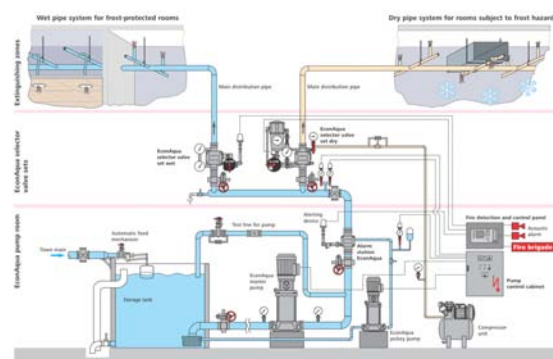 Wet pipe system for frost-protected rooms
Dry pipe system for rooms subject to frost hazard
Extinguishing zones
Main distribution pipe
Main distribution pipe
EconAqua selector
valve sets
EconAqua
selector valve
set wet
EconAqua
selector valve
set dry
EconAqua pump room
Town main
Automatic feed
mechanism
Test line for pump
Alerting
device
Alarm
station
EconAqua
Fire detection and control panel
Acoustic
alarm
Fire brigade
Storage tank
EconAqua
master
pump
EconAqua
jockey pump
Pump
control cabinet
Compressor
unit